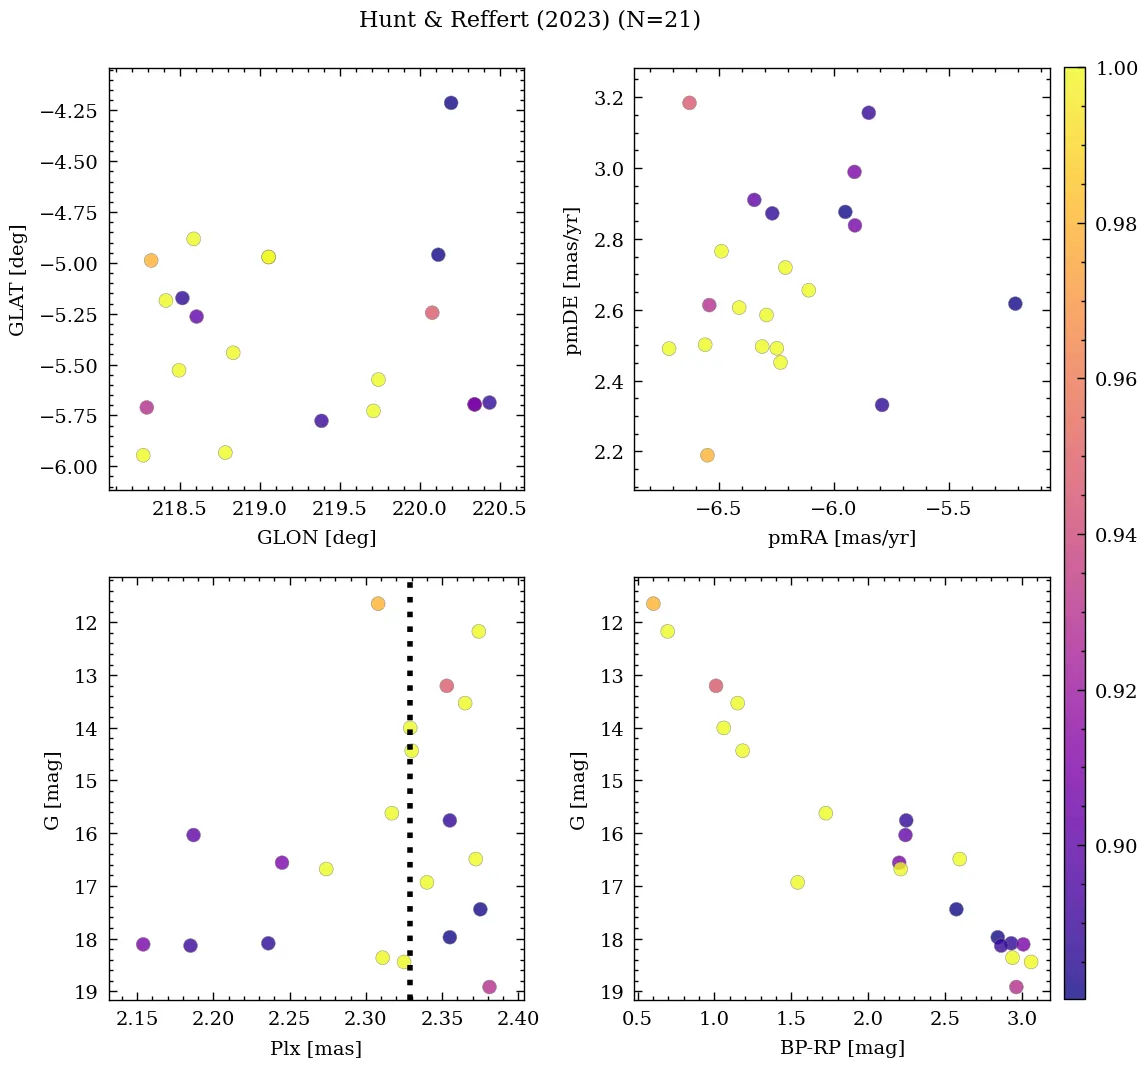 Hunt & Reffert (2023) (N=21)
−4.25
−4.50
−4.75
−5.00
−5.25
−5.50
−5.75
−6.00
GLAT [deg]
218.5 219.0 219.5 220.0 220.5
GLON [deg]
3.2
3.0
2.8
2.6
2.4
2.2
pmDE [mas/yr]
−6.5 −6.0 −5.5
pmRA [mas/yr]
12
13
14
15
16
17
18
19
G [mag]
2.15 2.20 2.25 2.30 2.35 2.40
Plx [mas]
12
13
14
15
16
17
18
19
G [mag]
0.5 1.0 1.5 2.0 2.5 3.0
BP-RP [mag]
1.00
0.98
0.96
0.94
0.92
0.90